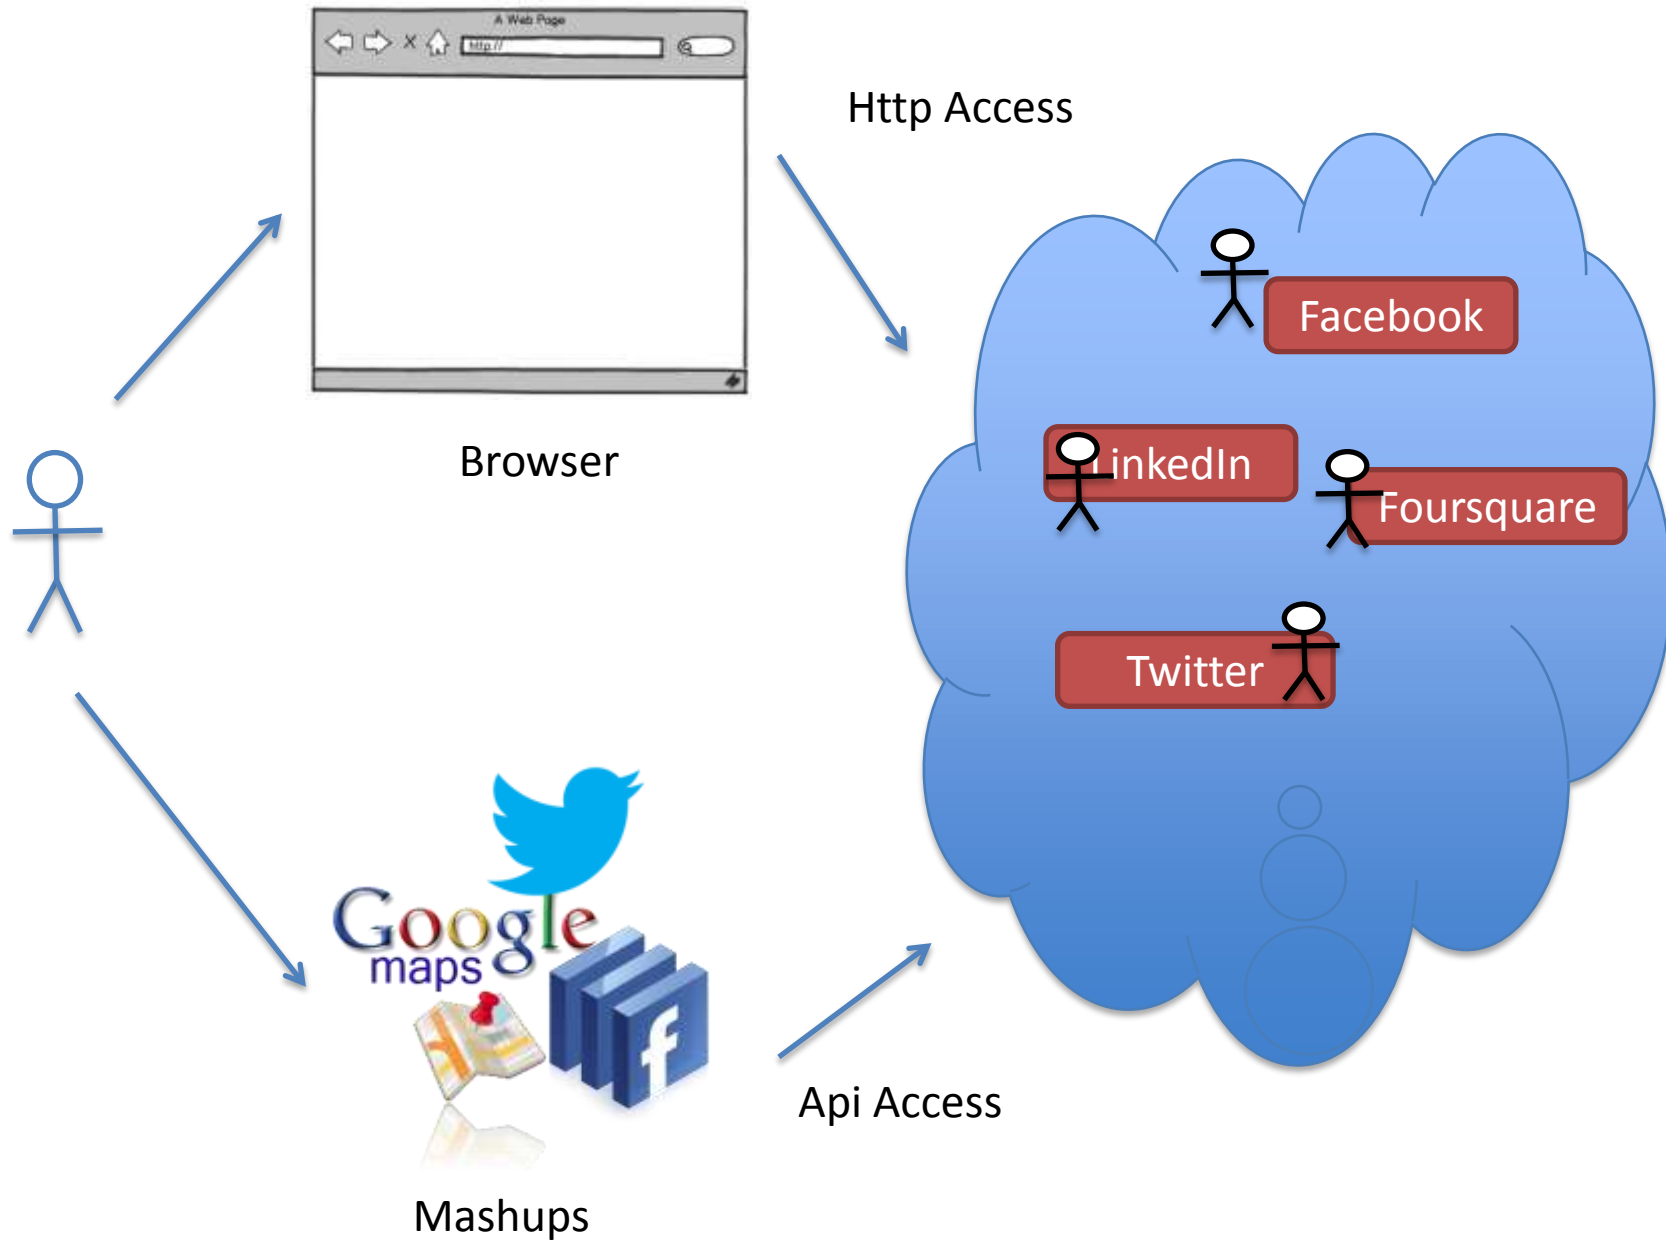 A Web Page
http://
Http Access
Facebook
Browser
LinkedIn
Foursquare
Twitter
Google
maps
f
Api Access
Mashups